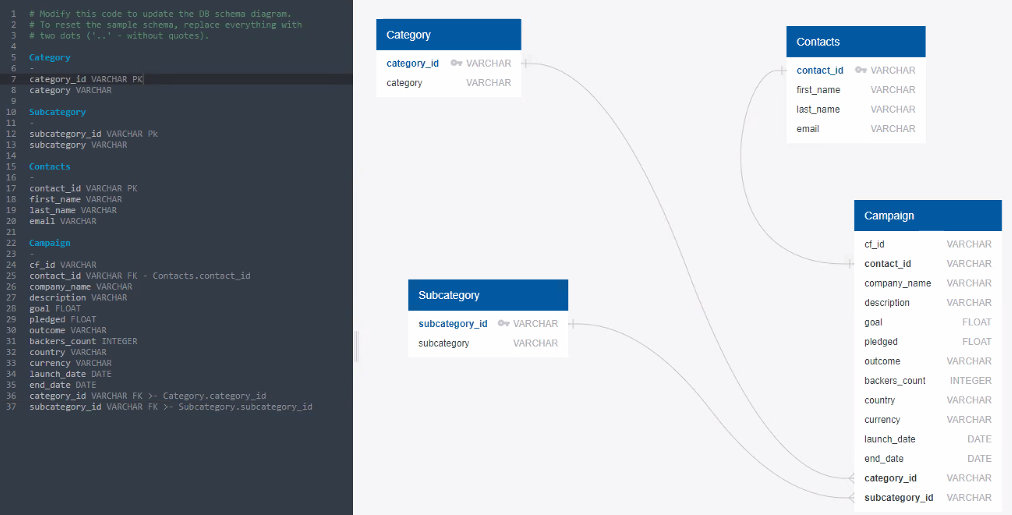 1 # Modify this code to update the DB schema diagram.
2 # To reset the sample schema, replace everything with
3 # two dots ('..' - without quotes).
4
5 Category
6 -
7 category_id VARCHAR PK
8 category VARCHAR
9
10 Subcategory
11 -
12 subcategory_id VARCHAR Pk
13 subcategory VARCHAR
14
15 Contacts
16 -
17 contact_id VARCHAR PK
18 first_name VARCHAR
19 last_name VARCHAR
20 email VARCHAR
21
22 Campaign
23 -
24 cf_id VARCHAR
25 contact_id VARCHAR FK - Contacts.contact_id
26 company_name VARCHAR
27 description VARCHAR
28 goal FLOAT
29 pledged FLOAT
30 outcome VARCHAR
31 backers_count INTEGER
32 country VARCHAR
33 currency VARCHAR
34 launch_date DATE
35 end_date DATE
36 category_id VARCHAR FK >- Category.category_id
37 subcategory_id VARCHAR FK >- Subcategory.subcategory_id
Category
category_id VARCHAR
category VARCHAR
Contacts
contact_id VARCHAR
first_name VARCHAR
last_name VARCHAR
email VARCHAR
Subcategory
subcategory_id VARCHAR
subcategory VARCHAR
Campaign
cf_id VARCHAR
contact_id VARCHAR
company_name VARCHAR
description VARCHAR
goal FLOAT
pledged FLOAT
outcome VARCHAR
backers_count INTEGER
country VARCHAR
currency VARCHAR
launch_date DATE
end_date DATE
category_id VARCHAR
subcategory_id VARCHAR